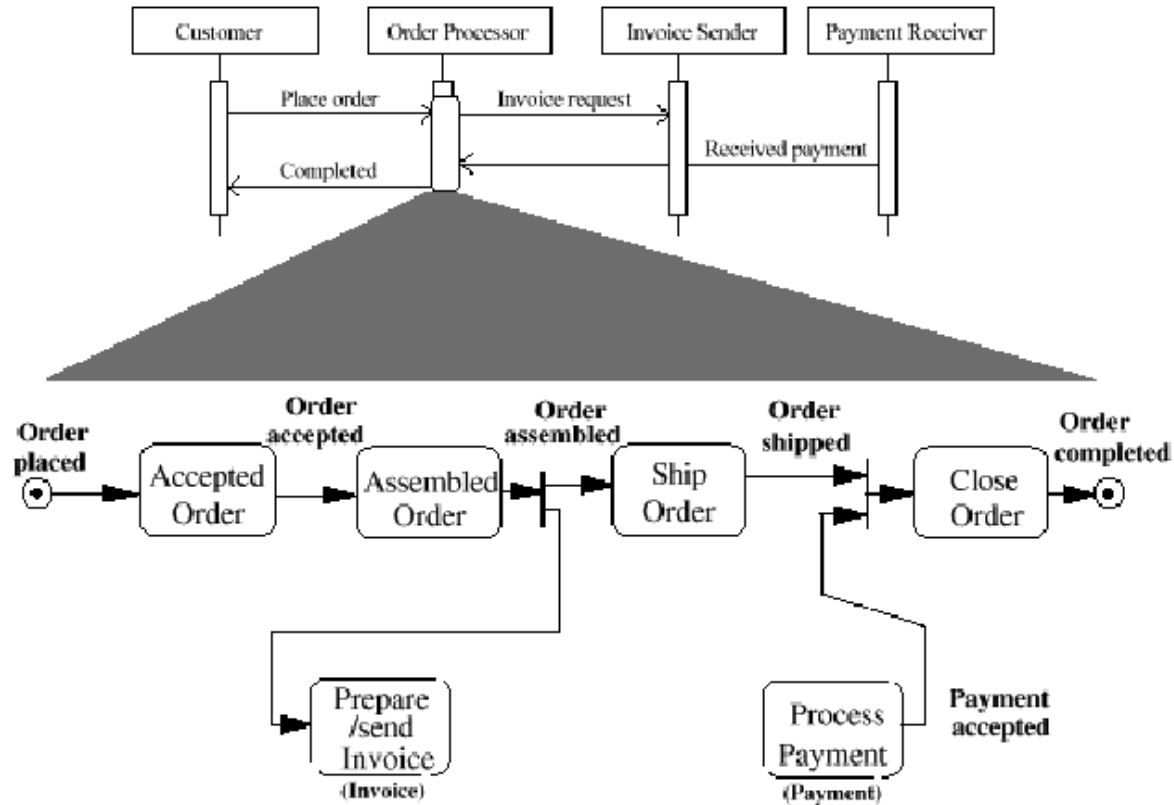 Customer
Order Processor
Invoice Sender
Payment Receiver
Place order
Invoice request
Received payment
Completed
Order
placed
Order
accepted
Order
assembled
Order
shipped
Order
completed
Accepted
Order
Assembled
Order
Ship
Order
Close
Order
Prepare
/send
Invoice
(Invoice)
Process
Payment
(Payment)
Payment
accepted